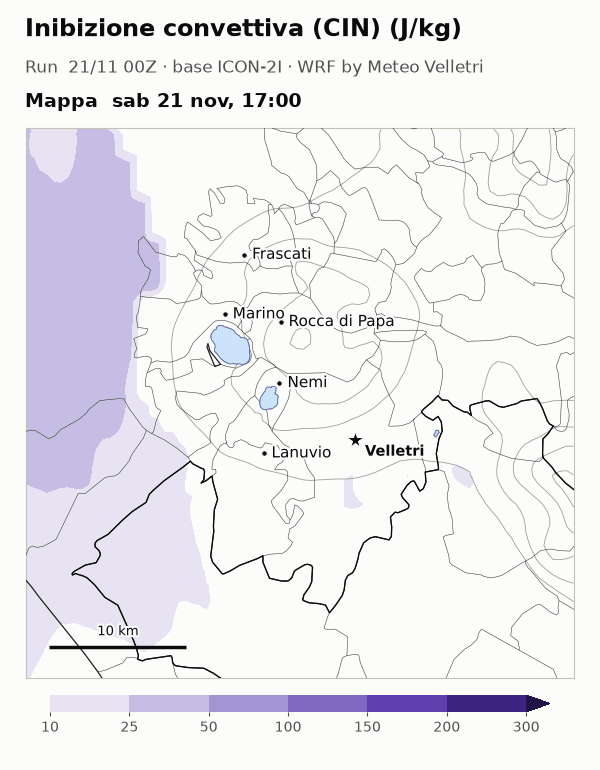 Inibizione convettiva (CIN) (J/kg)
Run  21/11 00Z · base ICON-2I · WRF by Meteo Velletri
Mappa  sab 21 nov, 17:00
Frascati
Marino
Rocca di Papa
Nemi
Velletri
Lanuvio
10 km
10 25 50 100 150 200 300